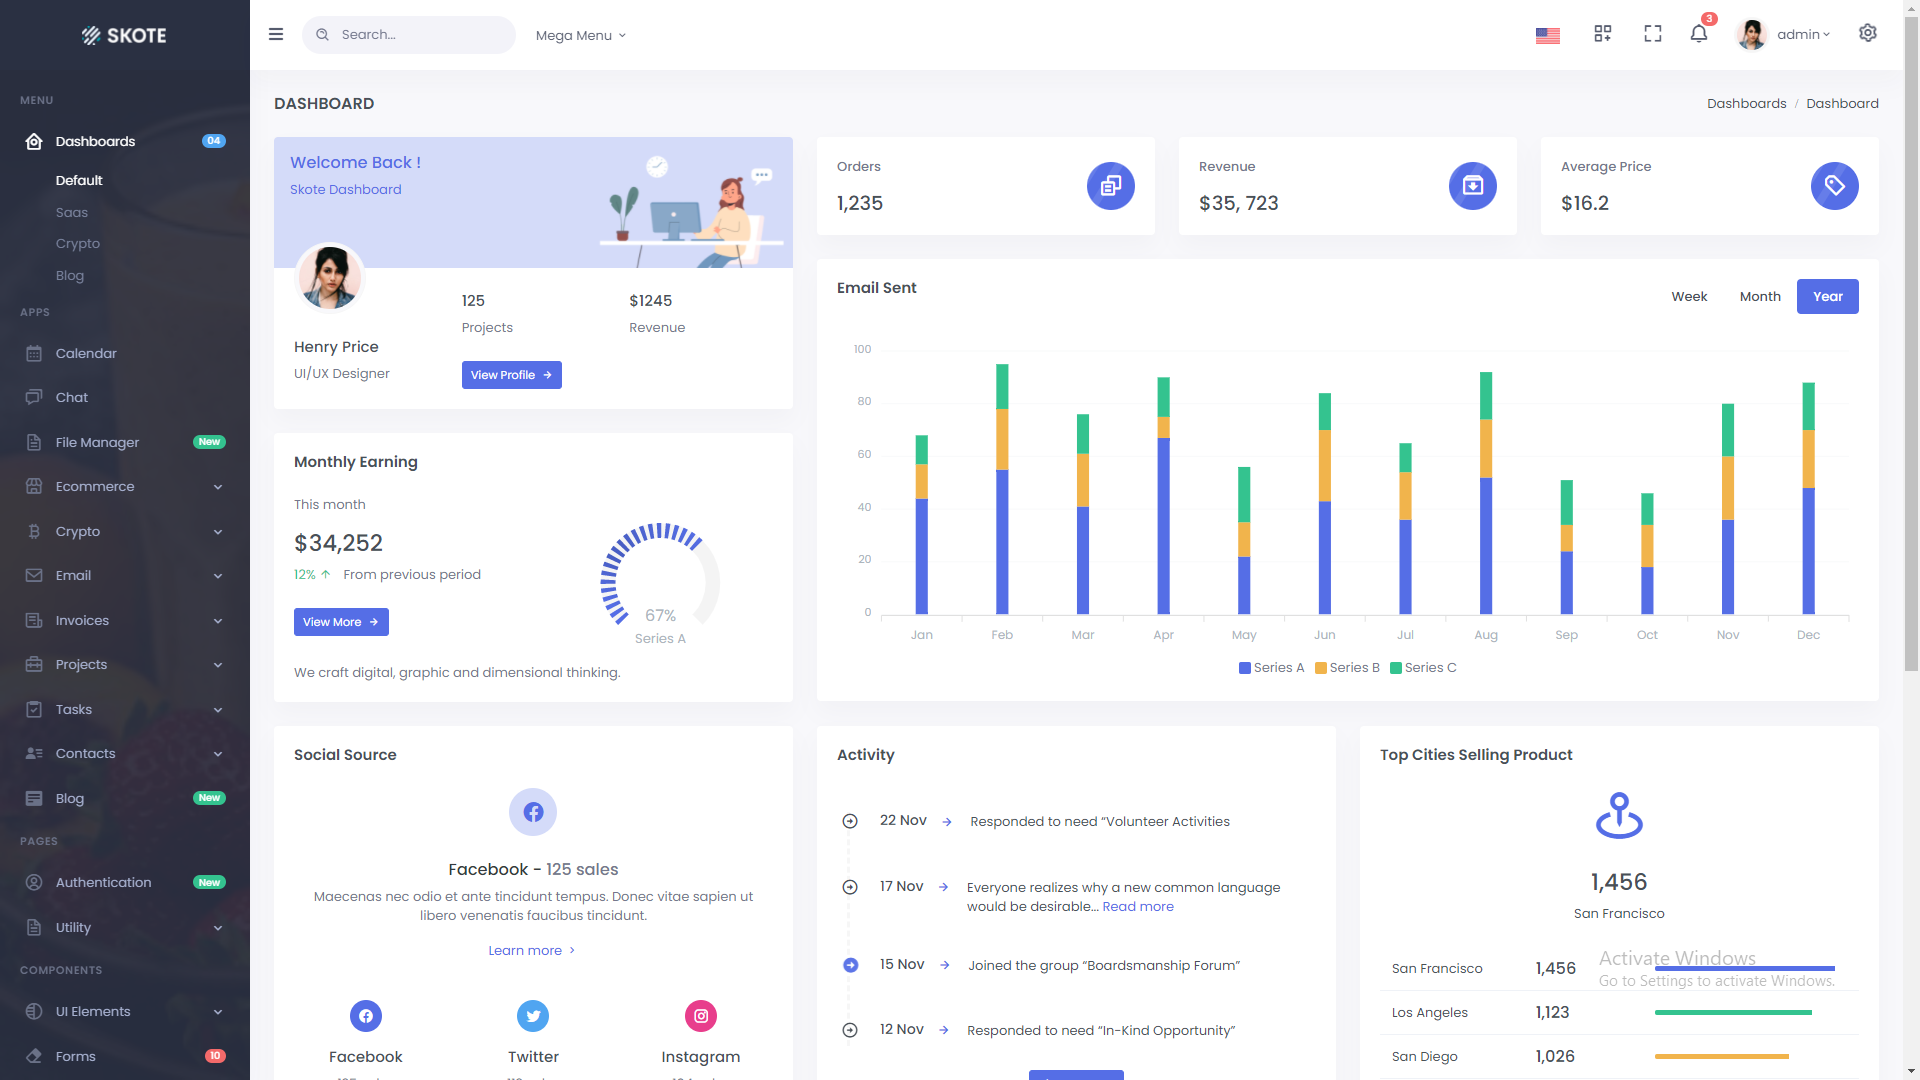 SKOTE
Search...
Mega Menu
3
admin
MENU
Dashboards 04
Default
Saas
Crypto
Blog
APPS
Calendar
Chat
File Manager New
Ecommerce
Crypto
Email
Invoices
Projects
Tasks
Contacts
Blog New
PAGES
Authentication New
Utility
COMPONENTS
UI Elements
Forms 10
DASHBOARD
Dashboards / Dashboard
Welcome Back !
Skote Dashboard
125
Projects
$1245
Revenue
Henry Price
UI/UX Designer
View Profile
Orders
1,235
Revenue
$35, 723
Average Price
$16.2
Monthly Earning
This month
$34,252
12% From previous period
View More
67%
Series A
We craft digital, graphic and dimensional thinking.
Email Sent
Week Month Year
100
80
60
40
20
0
Jan Feb Mar Apr May Jun Jul Aug Sep Oct Nov Dec
Series A Series B Series C
Social Source
Facebook - 125 sales
Maecenas nec odio et ante tincidunt tempus. Donec vitae sapien ut
libero venenatis faucibus tincidunt.
Learn more
Facebook Twitter Instagram
Activity
22 Nov Responded to need “Volunteer Activities
17 Nov Everyone realizes why a new common language
would be desirable... Read more
15 Nov Joined the group “Boardsmanship Forum”
12 Nov Responded to need “In-Kind Opportunity”
Top Cities Selling Product
1,456
San Francisco
San Francisco 1,456
Los Angeles 1,123
San Diego 1,026
Activate Windows
Go to Settings to activate Windows.